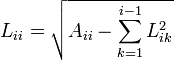 L_{ii} = \sqrt{A_{ii} - \sum_{k=1}^{i-1} L_{ik}^2}